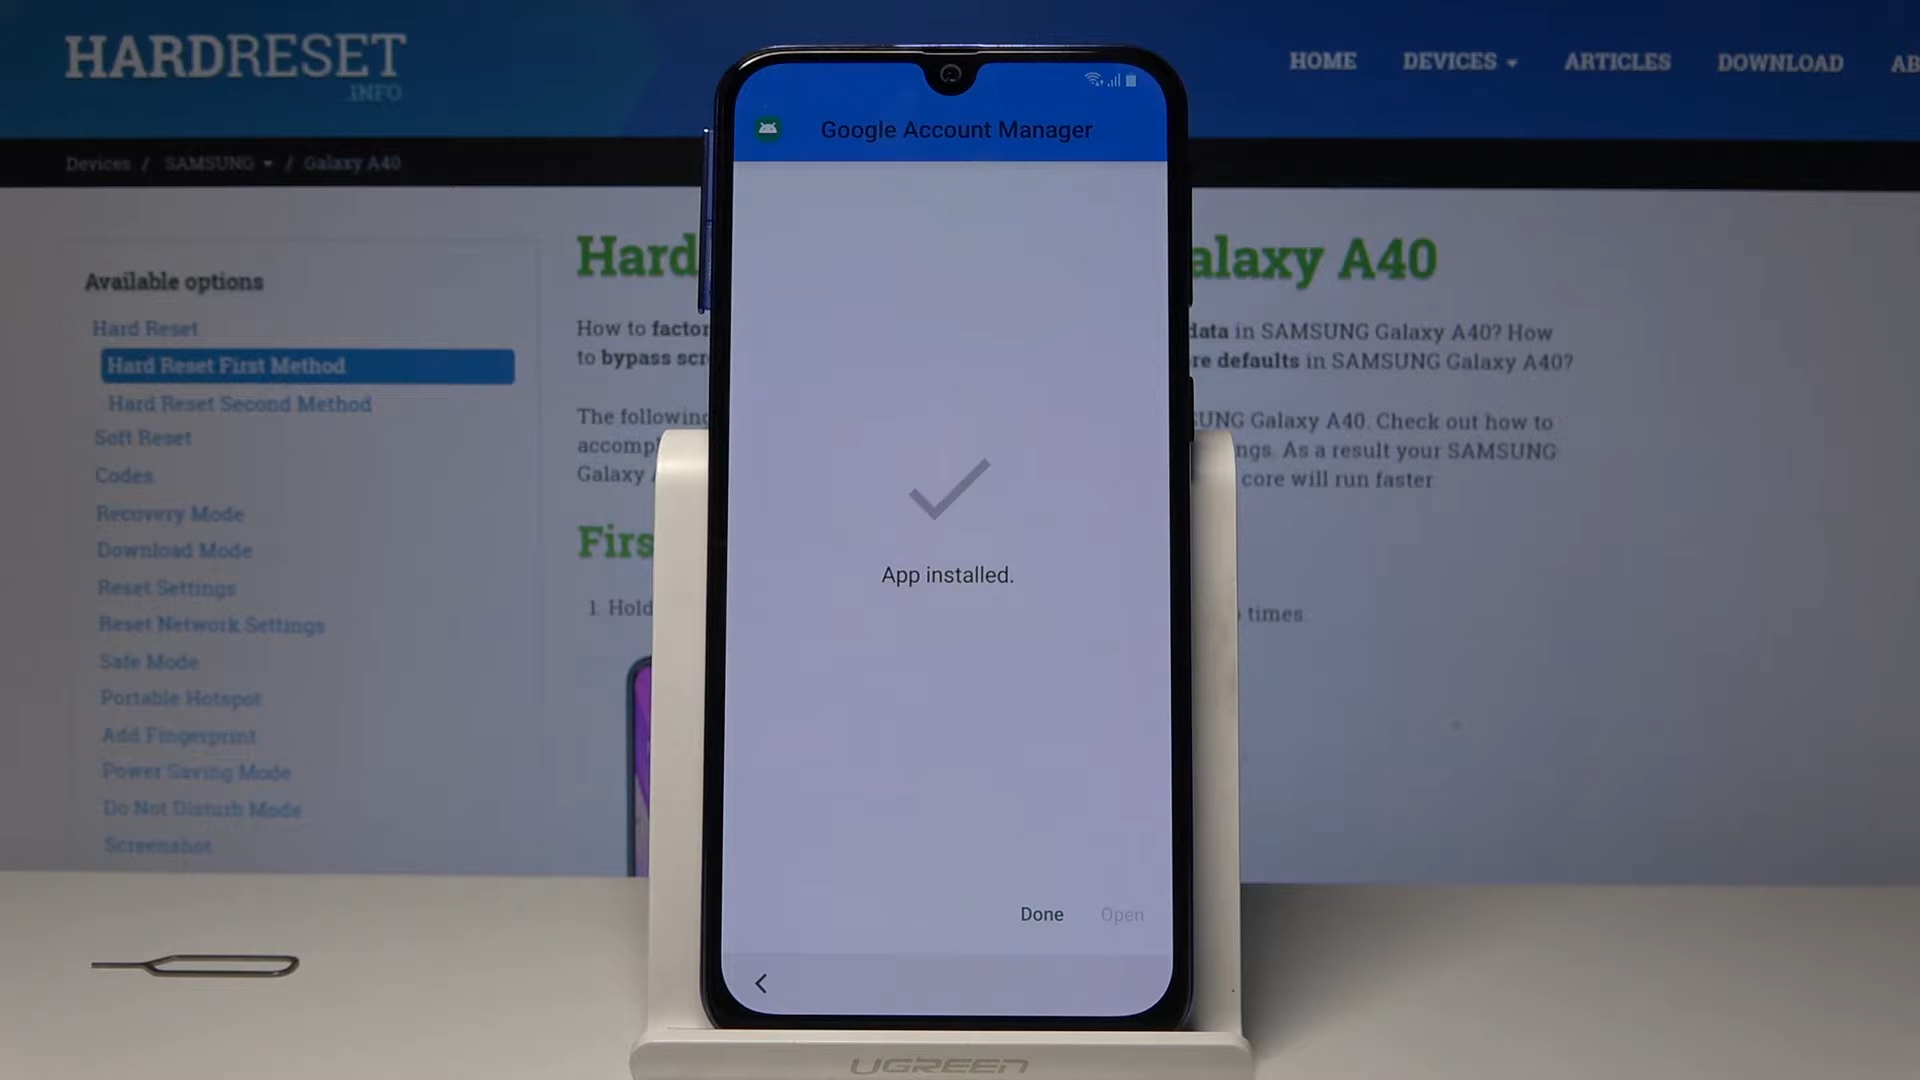 HARDRESET
.INFO
HOME DEVICES ARTICLES DOWNLOAD AB
Devices / SAMSUNG / Galaxy A40
Google Account Manager
App installed.
Done Open
Available options
Hard Reset
Hard Reset First Method
Hard Reset Second Method
Soft Reset
Codes
Recovery Mode
Download Mode
Reset Settings
Reset Network Settings
Safe Mode
Portable Hotspot
Add Fingerprint
Power Saving Mode
Do Not Disturb Mode
Screenshot
Hard alaxy A40
How to factor data in SAMSUNG Galaxy A40? How
to bypass scr re defaults in SAMSUNG Galaxy A40?
The following UNG Galaxy A40. Check out how to
accomp ngs. As a result your SAMSUNG
Galaxy core will run faster
Firs
1. Hold times.
UGREEN